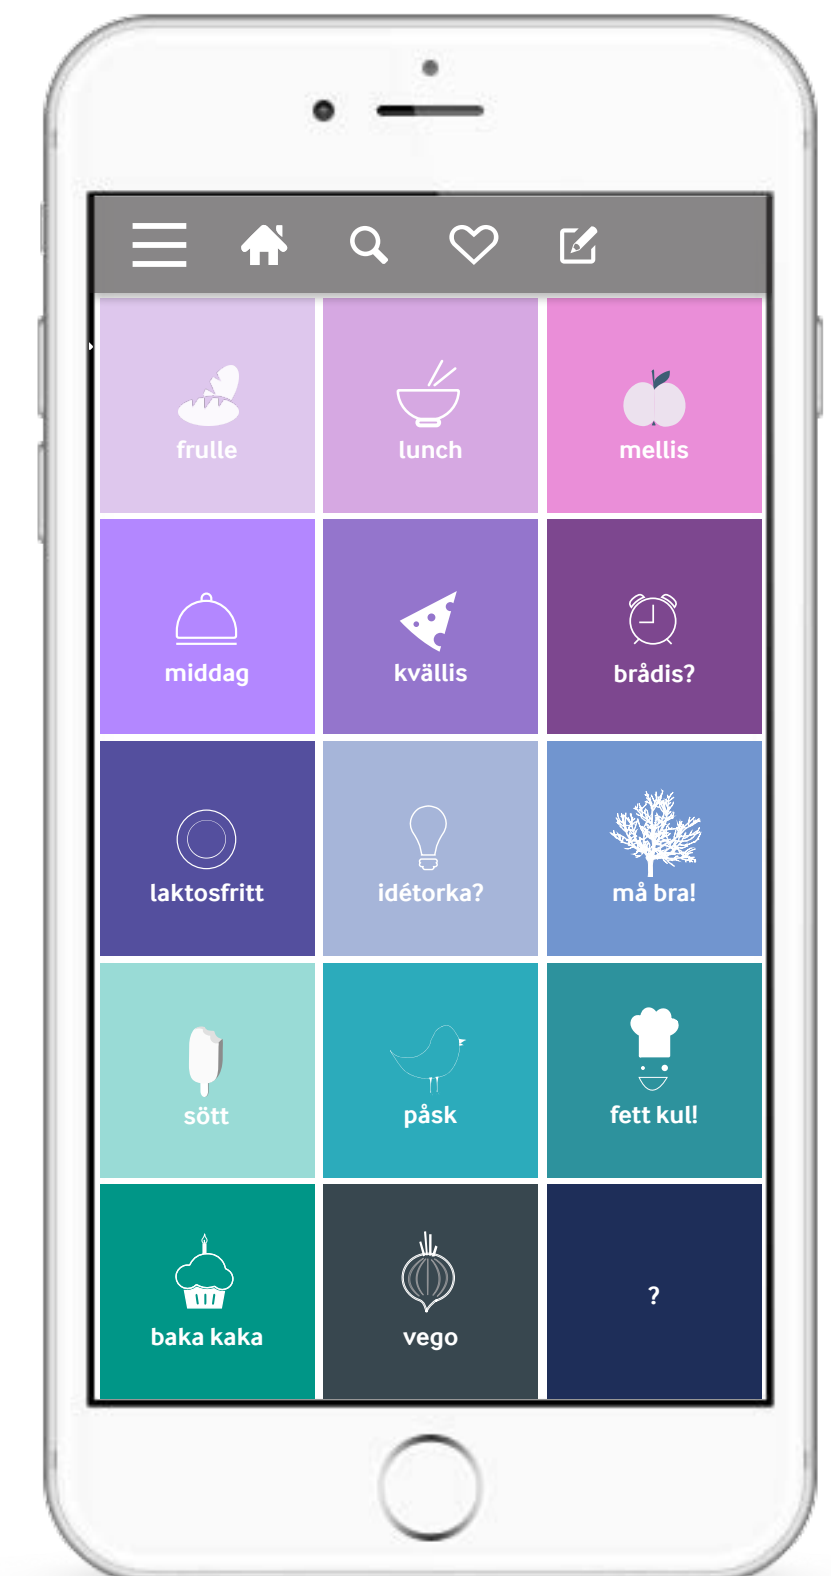 frulle
lunch
mellis
middag
kvällis
brådis?
laktosfritt
idétorka?
må bra!
sött
påsk
fett kul!
baka kaka
vego
?